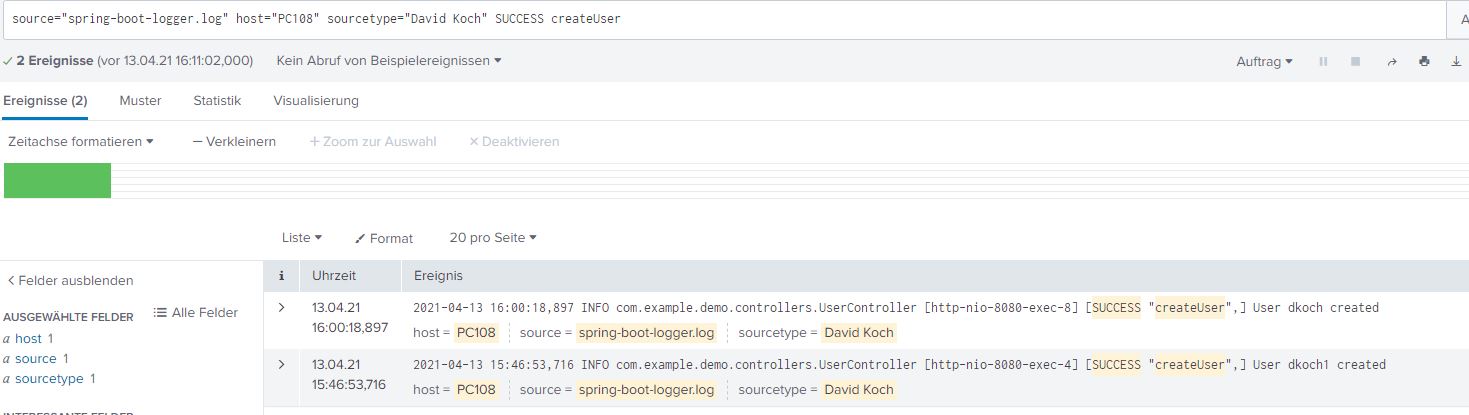 source="spring-boot-logger.log" host="PC108" sourcetype="David Koch" SUCCESS createUser
✓ 2 Ereignisse (vor 13.04.21 16:11:02,000) Kein Abruf von Beispielereignissen Auftrag
Ereignisse (2) Muster Statistik Visualisierung
Zeitachse formatieren — Verkleinern + Zoom zur Auswahl × Deaktivieren
Liste Format 20 pro Seite
< Felder ausblenden i Uhrzeit Ereignis
AUSGEWÄHLTE FELDER Alle Felder
a host 1
a source 1
a sourcetype 1
> 13.04.21 16:00:18,897 2021-04-13 16:00:18,897 INFO com.example.demo.controllers.UserController [http-nio-8080-exec-8] [SUCCESS "createUser",] User dkoch created
host = PC108 source = spring-boot-logger.log sourcetype = David Koch
> 13.04.21 15:46:53,716 2021-04-13 15:46:53,716 INFO com.example.demo.controllers.UserController [http-nio-8080-exec-4] [SUCCESS "createUser",] User dkoch1 created
host = PC108 source = spring-boot-logger.log sourcetype = David Koch